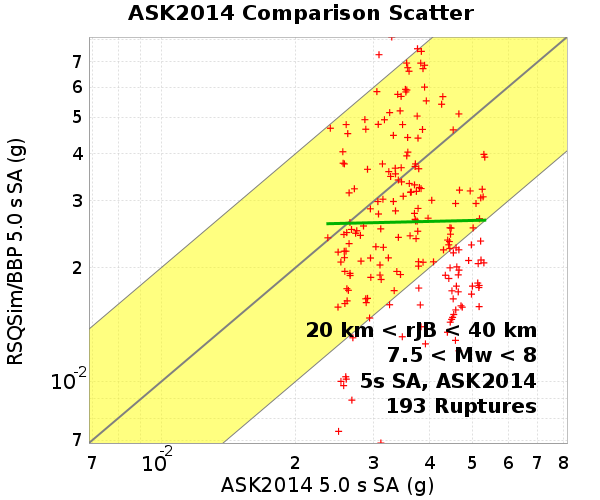 ASK2014 Comparison Scatter
RSQSim/BBP 5.0 s SA (g)
7
6
5
4
3
2
10-2
7
20 km < rJB < 40 km
7.5 < Mw < 8
5s SA, ASK2014
193 Ruptures
7 10-2 2 3 4 5 6 7 8
ASK2014 5.0 s SA (g)